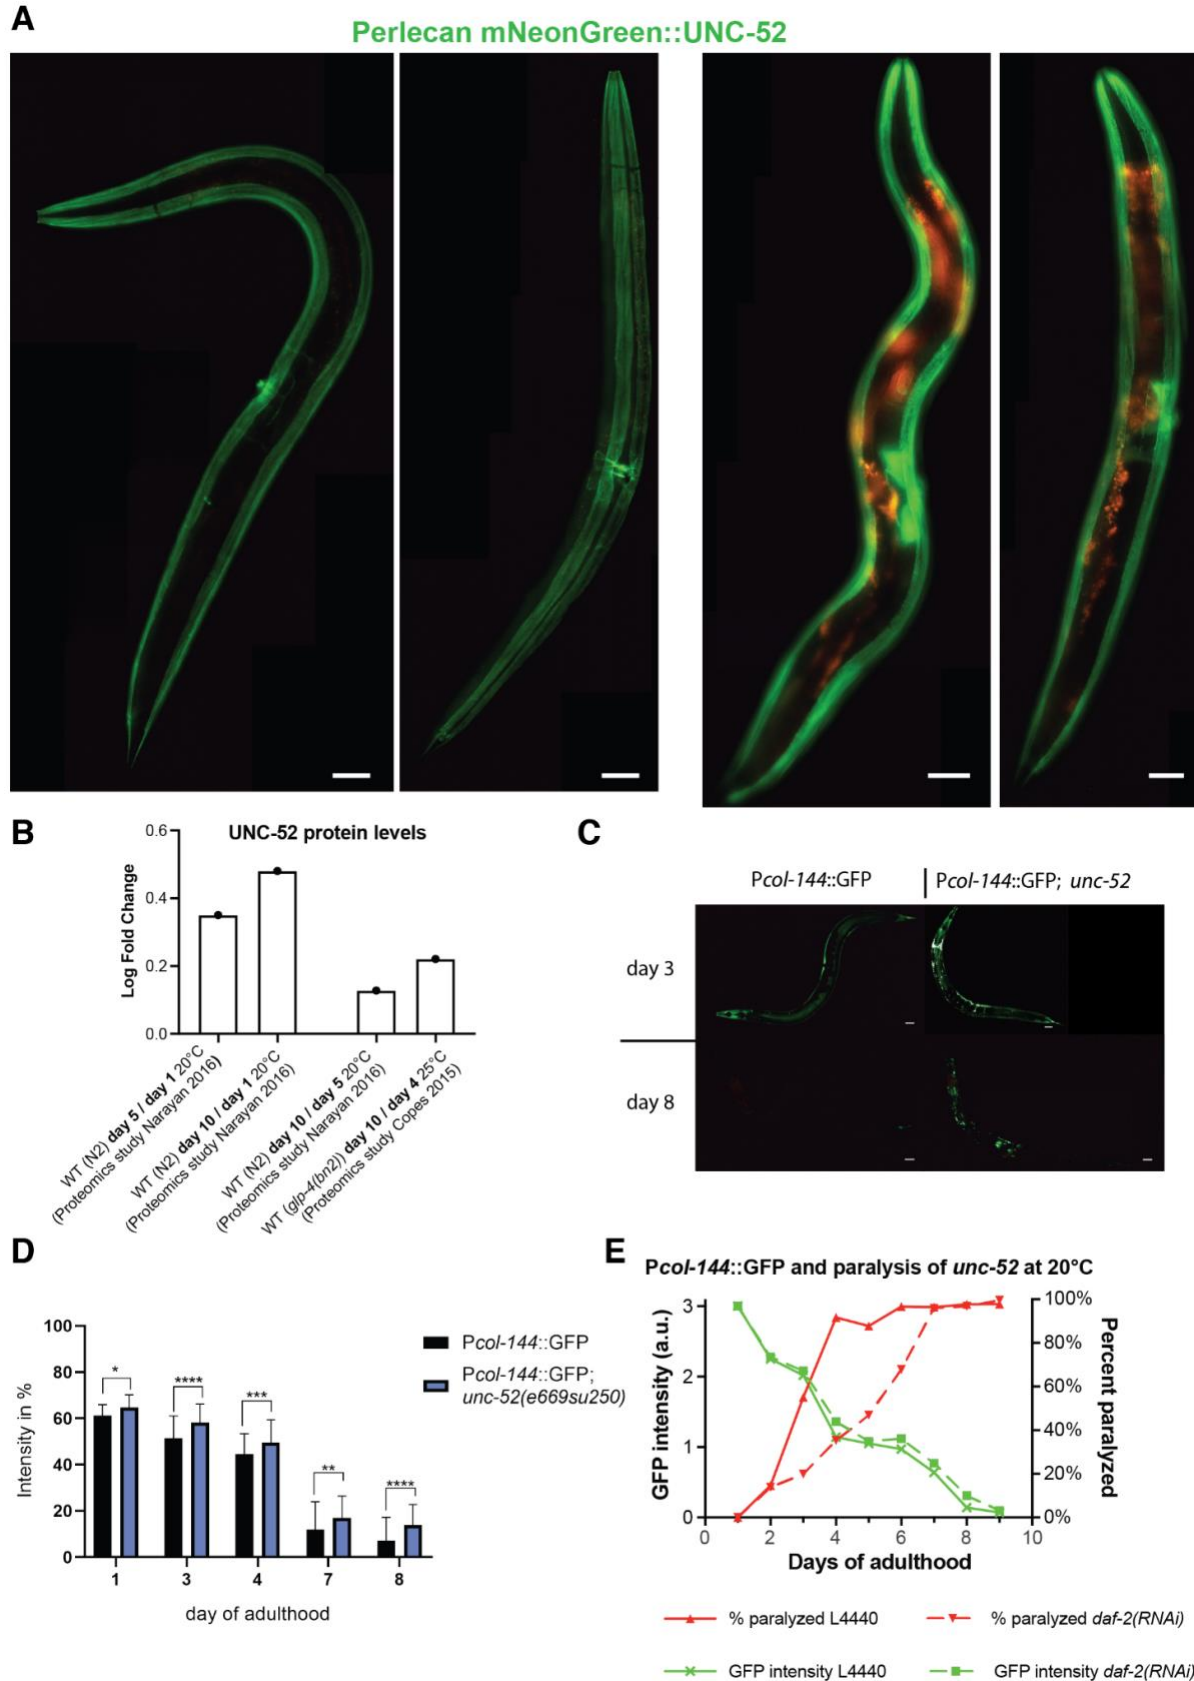 A
Perlecan mNeonGreen::UNC-52
B
UNC-52 protein levels
Log Fold Change
0.6
0.4
0.2
0.0
WT (N2) day 5 / day 1 20°C
(Proteomics study Narayan 2016)
WT (N2) day 10 / day 1 20°C
(Proteomics study Narayan 2016)
WT (N2) day 10 / day 5 20°C
(Proteomics study Narayan 2016)
WT (glp-4(bn2)) day 10 / day 4 25°C
(Proteomics study Copes 2015)
C
Pcol-144::GFP
Pcol-144::GFP; unc-52
day 3
day 8
D
Intensity in %
100
80
60
40
20
0
*
****
***
**
****
1 3 4 7 8
day of adulthood
Pcol-144::GFP
Pcol-144::GFP;
unc-52(e669su250)
E
Pcol-144::GFP and paralysis of unc-52 at 20°C
GFP intensity (a.u.)
3
2
1
0
Percent paralyzed
100%
80%
60%
40%
20%
0%
0 2 4 6 8 10
Days of adulthood
% paralyzed L4440
% paralyzed daf-2(RNAi)
GFP intensity L4440
GFP intensity daf-2(RNAi)